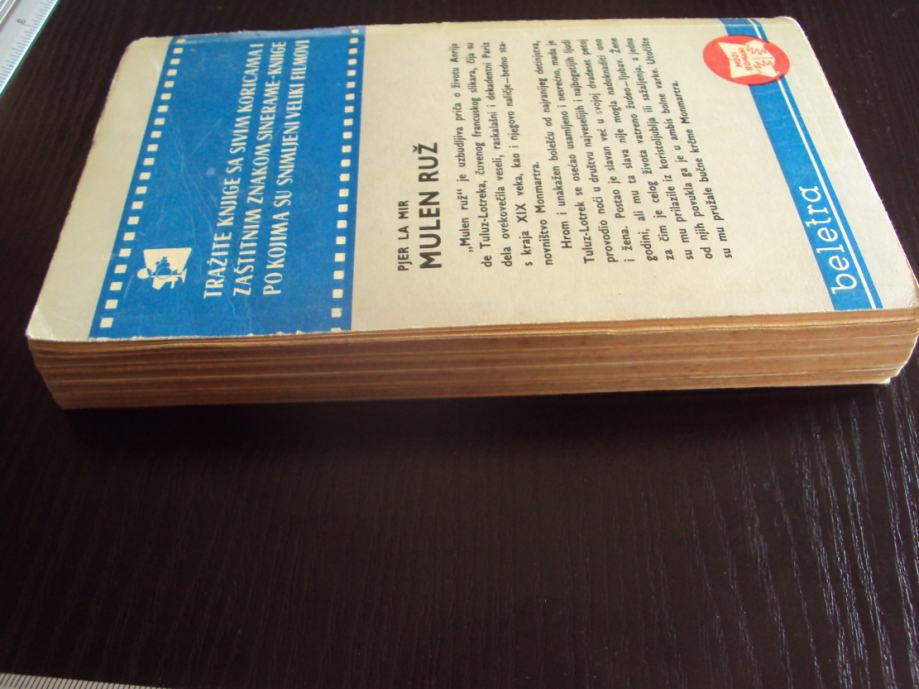 TRAŽITE KNJIGE SA SIVIM KORICAMA I
ZAŠTITNIM ZNAKOM SINERAME-KNJIGE
PO KOJIMA SU SNIMLJENI VELIKI FILMOVI
PJER LA MIR
MULEN RUŽ
„Mulen ruž“ je uzbudljiva priča o životu Anrija
de Tuluz-Lotreka, čuvenog francuskog slikara, čija su
dela ovekovečila veseli, raskalašni i dekadentni Pariz
s kraja XIX veka, kao i njegovo naličje—bedno sta-
novništvo Monmartra.
Hrom i unakažen bolešću od najranijeg detinjstva,
Tuluz-Lotrek se osećao usamljeno i nesrećno, mada je
provodio noći u društvu najveselijih i najbogatijih ljudi
i žena. Postao je slavan već u svojoj dvadeset petoj
godini, ali mu ta slava nije mogla nadoknaditi ono
za čim je celog života vatreno žudeo—ljubav. Žene
su mu prilazile iz koristoljublja ili sažaljenja, a jedna
od njih povukla ga je u ambis bolne varke. Utočište
su mu pružale bučne krčme Monmartra.
beletra